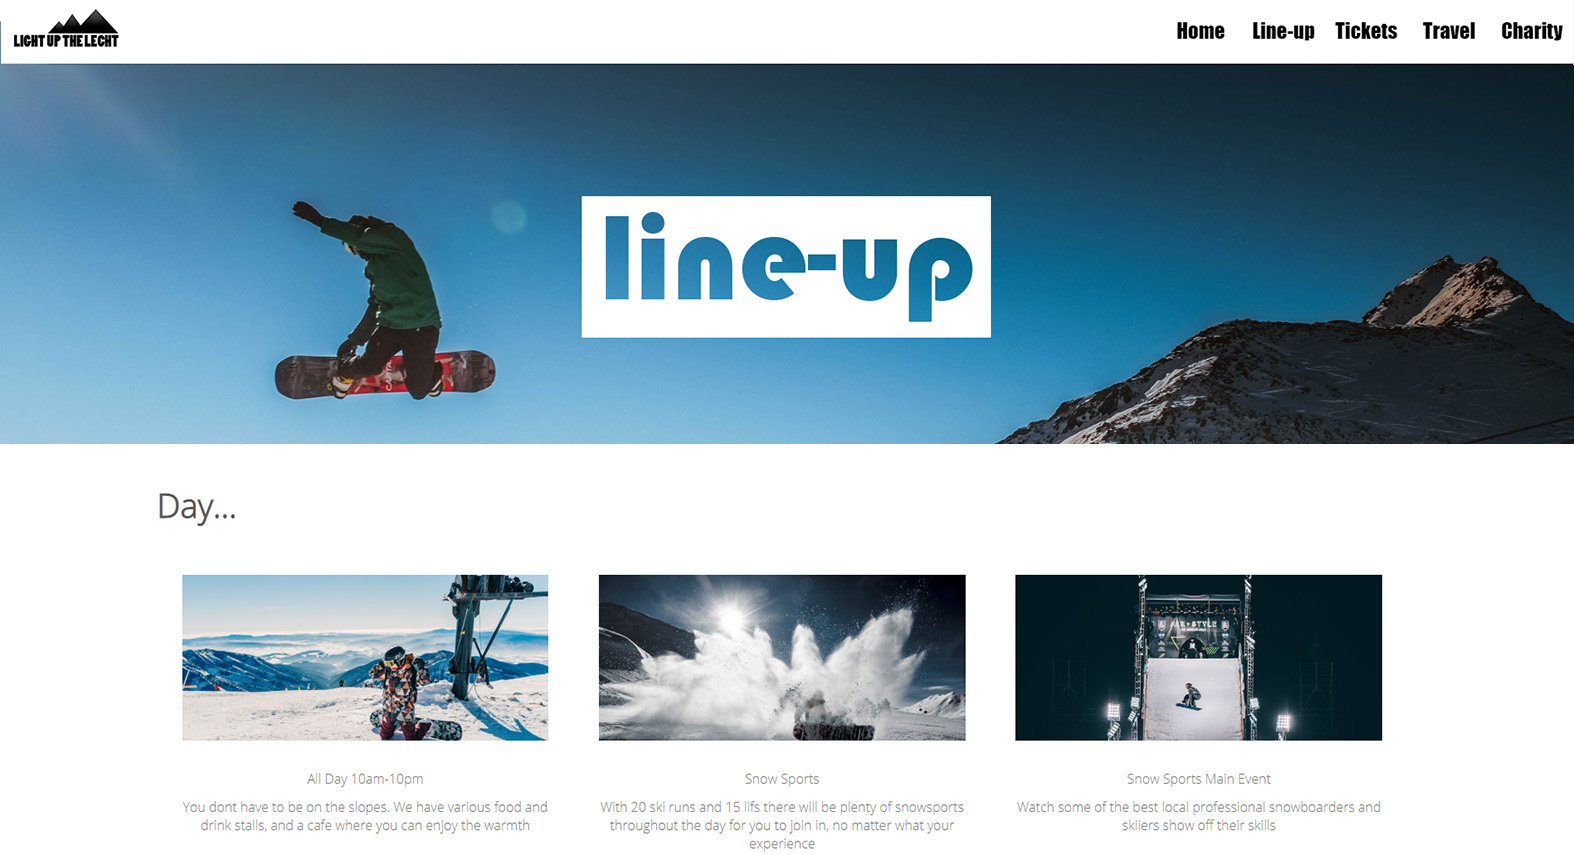 LIGHT UP THE LECHT
Home Line-up Tickets Travel Charity
line-up
CAPITA
Day...
All Day 10am-10pm
You dont have to be on the slopes. We have various food and
drink stalls, and a cafe where you can enjoy the warmth
Snow Sports
With 20 ski runs and 15 lifs there will be plenty of snowsports
throughout the day for you to join in, no matter what your
experience
Snow Sports Main Event
Watch some of the best local professional snowboarders and
skiiers show off their skills